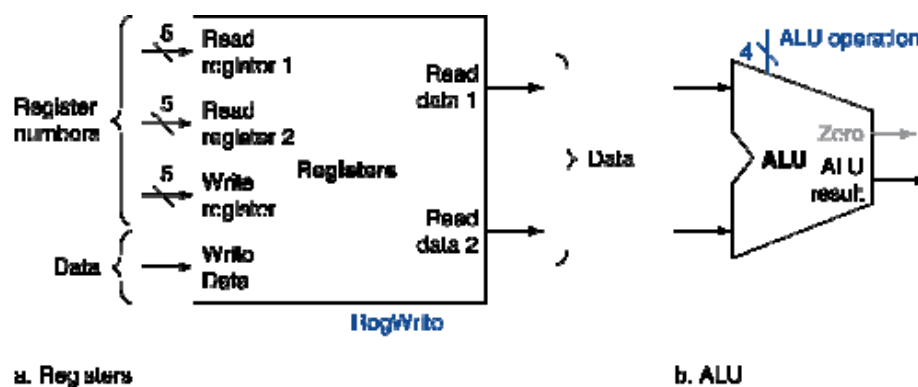 5
Read
register 1
5
Read
register 2
5
Write
register
Write
Data
Register
numbers
Data
Registers
Read
data 1
Read
data 2
RegWrite
Data
4
ALU operation
Zero
ALU
ALU
result
a. Registers
b. ALU